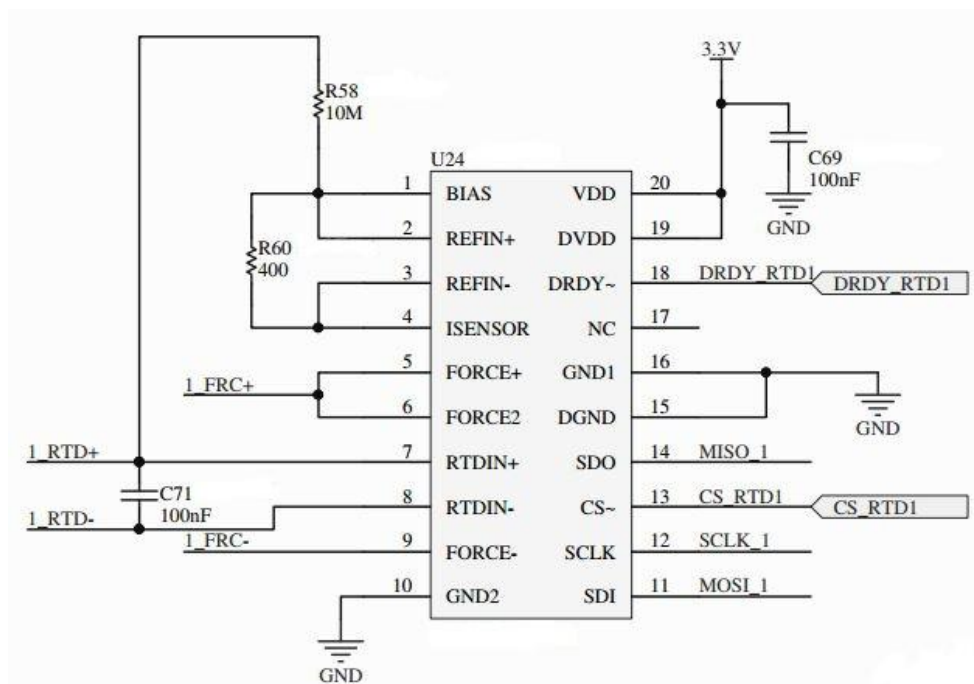 3.3V
R58
10M
C69
100nF
GND
U24
1 BIAS VDD 20
2 REFIN+ DVDD 19
R60
400
3 REFIN- DRDY~ 18 DRDY_RTD1 DRDY_RTD1
4 ISENSOR NC 17
5 FORCE+ GND1 16
1_FRC+
6 FORCE2 DGND 15
GND
1_RTD+ 7 RTDIN+ SDO 14 MISO_1
C71
100nF
8 RTDIN- CS~ 13 CS_RTD1 CS_RTD1
1_RTD-
1_FRC- 9 FORCE- SCLK 12 SCLK_1
10 GND2 SDI 11 MOSI_1
GND